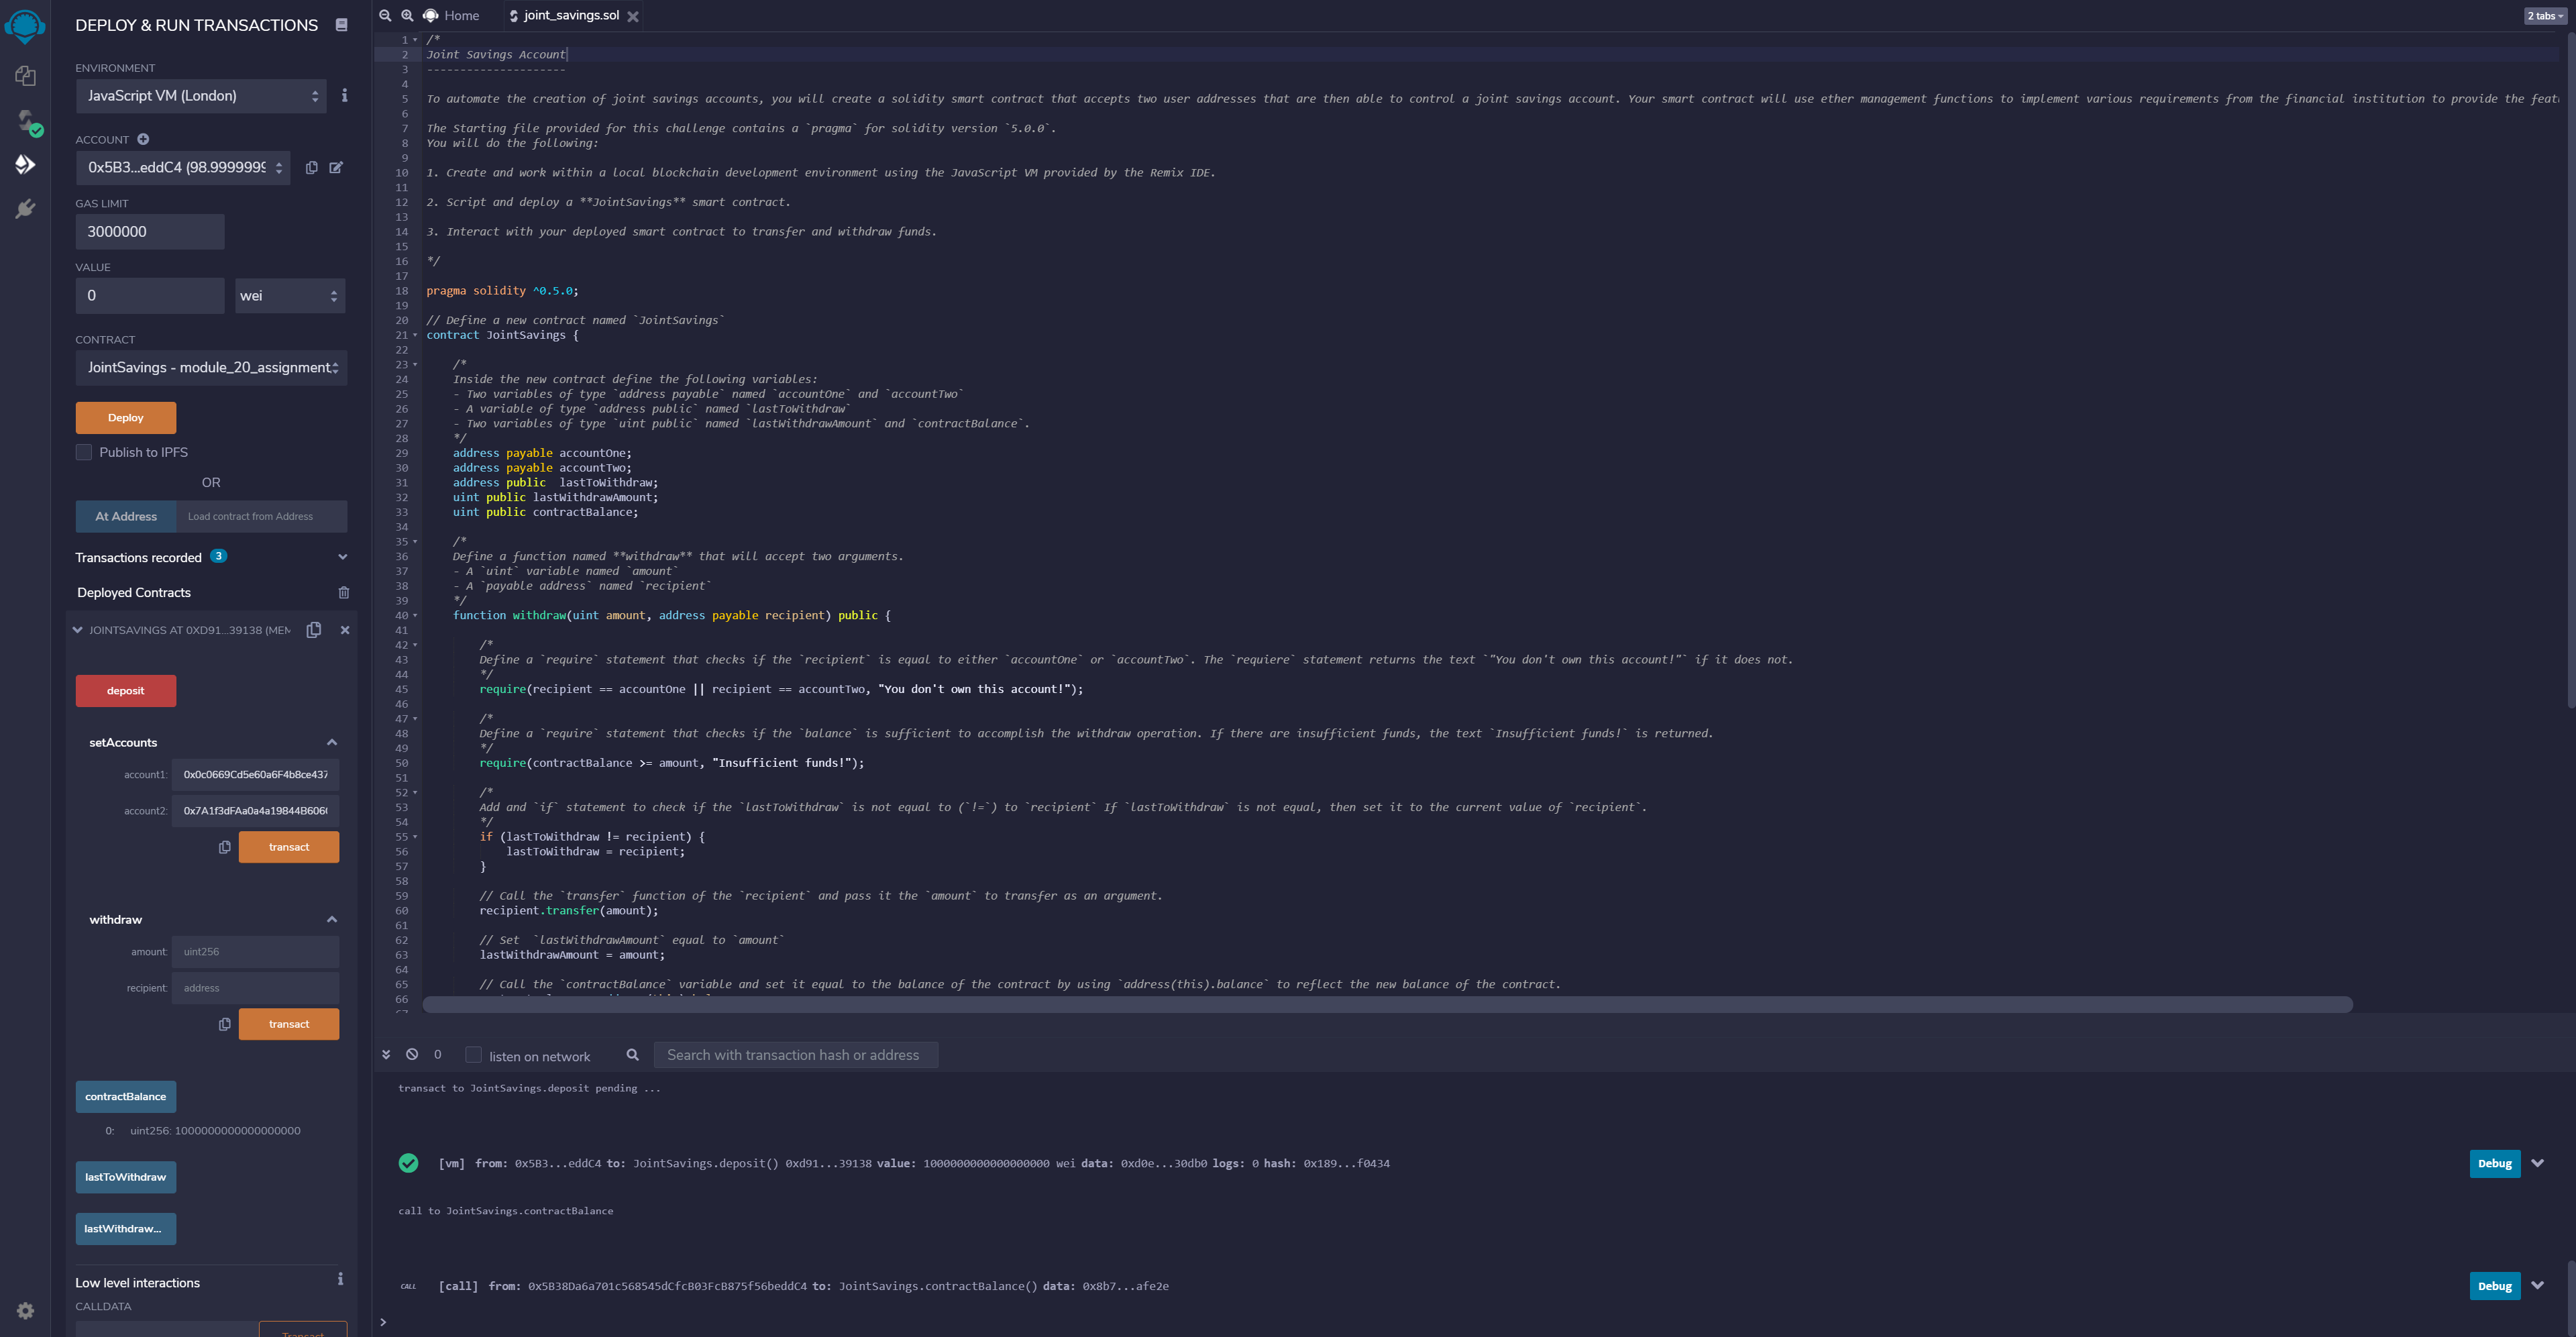 DEPLOY & RUN TRANSACTIONS
ENVIRONMENT
JavaScript VM (London)
ACCOUNT
0x5B3...eddC4 (98.9999999
GAS LIMIT
3000000
VALUE
0
wei
CONTRACT
JointSavings - module_20_assignment
Deploy
Publish to IPFS
OR
At Address
Load contract from Address
Transactions recorded 3
Deployed Contracts
JOINTSAVINGS AT 0XD91...39138 (MEM
deposit
setAccounts
account1: 0x0c0669Cd5e60a6F4b8ce437
account2: 0x7A1f3dFAa0a4a19844B606
transact
withdraw
amount: uint256
recipient: address
transact
contractBalance
0: uint256: 1000000000000000000
lastToWithdraw
lastWithdraw...
Low level interactions
CALLDATA
Transact
Home
joint_savings.sol
2 tabs
1 /*
2 Joint Savings Account
3 ---------------------
4
5 To automate the creation of joint savings accounts, you will create a solidity smart contract that accepts two user addresses that are then able to control a joint savings account. Your smart contract will use ether management functions to implement various requirements from the financial institution to provide the feat
6
7 The Starting file provided for this challenge contains a `pragma` for solidity version `5.0.0`.
8 You will do the following:
9
10 1. Create and work within a local blockchain development environment using the JavaScript VM provided by the Remix IDE.
11
12 2. Script and deploy a **JointSavings** smart contract.
13
14 3. Interact with your deployed smart contract to transfer and withdraw funds.
15
16 */
17
18 pragma solidity ^0.5.0;
19
20 // Define a new contract named `JointSavings`
21 contract JointSavings {
22
23 /*
24 Inside the new contract define the following variables:
25 - Two variables of type `address payable` named `accountOne` and `accountTwo`
26 - A variable of type `address public` named `lastToWithdraw`
27 - Two variables of type `uint public` named `lastWithdrawAmount` and `contractBalance`.
28 */
29 address payable accountOne;
30 address payable accountTwo;
31 address public  lastToWithdraw;
32 uint public lastWithdrawAmount;
33 uint public contractBalance;
34
35 /*
36 Define a function named **withdraw** that will accept two arguments.
37 - A `uint` variable named `amount`
38 - A `payable address` named `recipient`
39 */
40 function withdraw(uint amount, address payable recipient) public {
41
42 /*
43 Define a `require` statement that checks if the `recipient` is equal to either `accountOne` or `accountTwo`. The `requiere` statement returns the text `"You don't own this account!"` if it does not.
44 */
45 require(recipient == accountOne || recipient == accountTwo, "You don't own this account!");
46
47 /*
48 Define a `require` statement that checks if the `balance` is sufficient to accomplish the withdraw operation. If there are insufficient funds, the text `Insufficient funds!` is returned.
49 */
50 require(contractBalance >= amount, "Insufficient funds!");
51
52 /*
53 Add and `if` statement to check if the `lastToWithdraw` is not equal to (`!=`) to `recipient` If `lastToWithdraw` is not equal, then set it to the current value of `recipient`.
54 */
55 if (lastToWithdraw != recipient) {
56 lastToWithdraw = recipient;
57 }
58
59 // Call the `transfer` function of the `recipient` and pass it the `amount` to transfer as an argument.
60 recipient.transfer(amount);
61
62 // Set  `lastWithdrawAmount` equal to `amount`
63 lastWithdrawAmount = amount;
64
65 // Call the `contractBalance` variable and set it equal to the balance of the contract by using `address(this).balance` to reflect the new balance of the contract.
66
0
listen on network
Search with transaction hash or address
transact to JointSavings.deposit pending ...
[vm] from: 0x5B3...eddC4 to: JointSavings.deposit() 0xd91...39138 value: 1000000000000000000 wei data: 0xd0e...30db0 logs: 0 hash: 0x189...f0434
Debug
call to JointSavings.contractBalance
CALL [call] from: 0x5B38Da6a701c568545dCfcB03FcB875f56beddC4 to: JointSavings.contractBalance() data: 0x8b7...afe2e
Debug
>